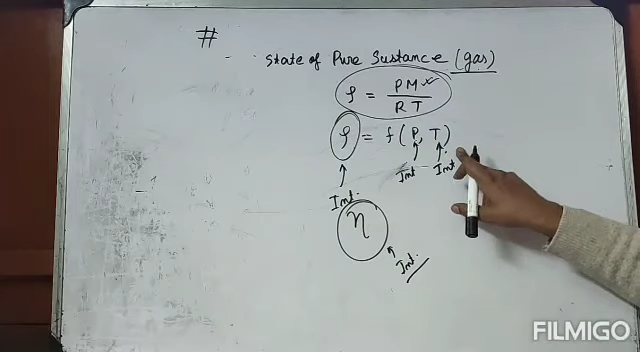 #
State of Pure Sustance (gas)
ρ = PM / RT
ρ = f (P, T)
Int Int
Int.
η
Int.
FILMIGO